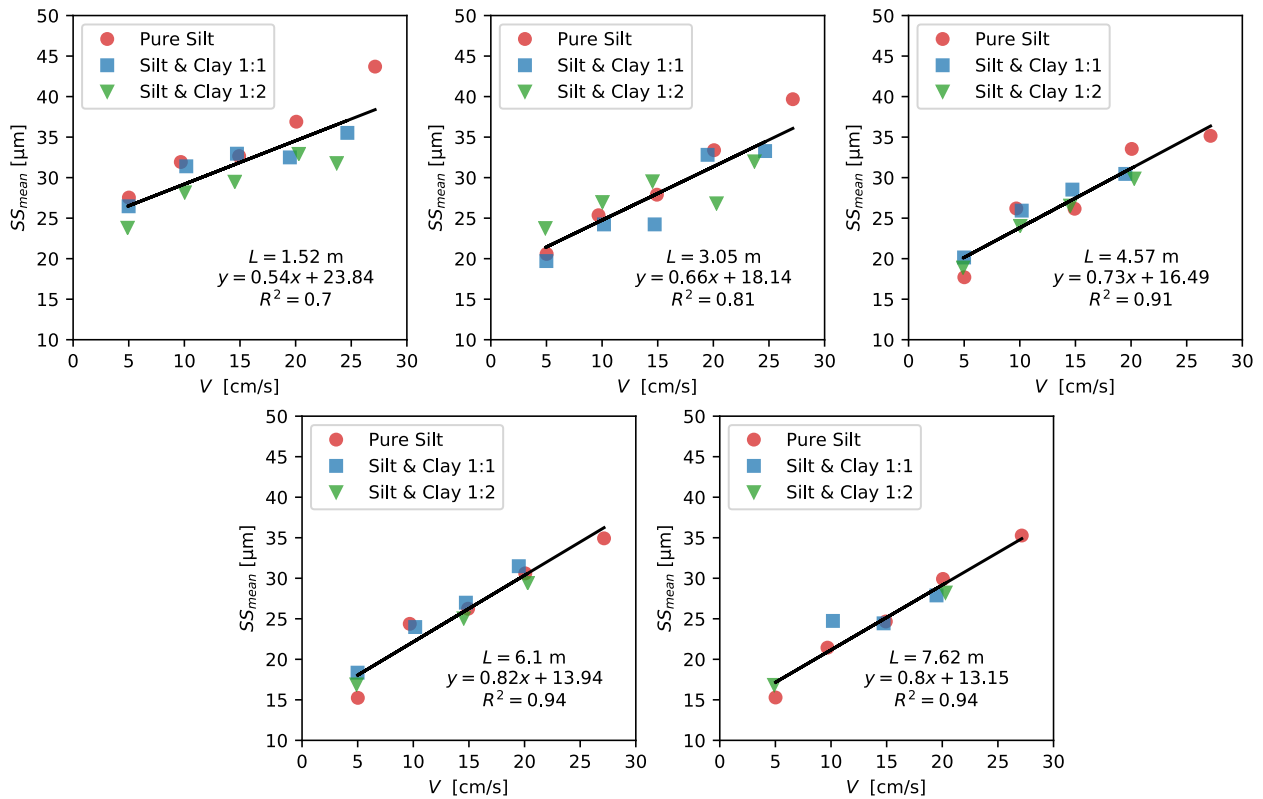 50
45
40
35
30
25
20
15
10
SS_mean [μm]
Pure Silt
Silt & Clay 1:1
Silt & Clay 1:2
L = 1.52 m
y = 0.54x + 23.84
R² = 0.7
0 5 10 15 20 25 30
V [cm/s]
50
45
40
35
30
25
20
15
10
SS_mean [μm]
Pure Silt
Silt & Clay 1:1
Silt & Clay 1:2
L = 3.05 m
y = 0.66x + 18.14
R² = 0.81
0 5 10 15 20 25 30
V [cm/s]
50
45
40
35
30
25
20
15
10
SS_mean [μm]
Pure Silt
Silt & Clay 1:1
Silt & Clay 1:2
L = 4.57 m
y = 0.73x + 16.49
R² = 0.91
0 5 10 15 20 25 30
V [cm/s]
50
45
40
35
30
25
20
15
10
SS_mean [μm]
Pure Silt
Silt & Clay 1:1
Silt & Clay 1:2
L = 6.1 m
y = 0.82x + 13.94
R² = 0.94
0 5 10 15 20 25 30
V [cm/s]
50
45
40
35
30
25
20
15
10
SS_mean [μm]
Pure Silt
Silt & Clay 1:1
Silt & Clay 1:2
L = 7.62 m
y = 0.8x + 13.15
R² = 0.94
0 5 10 15 20 25 30
V [cm/s]